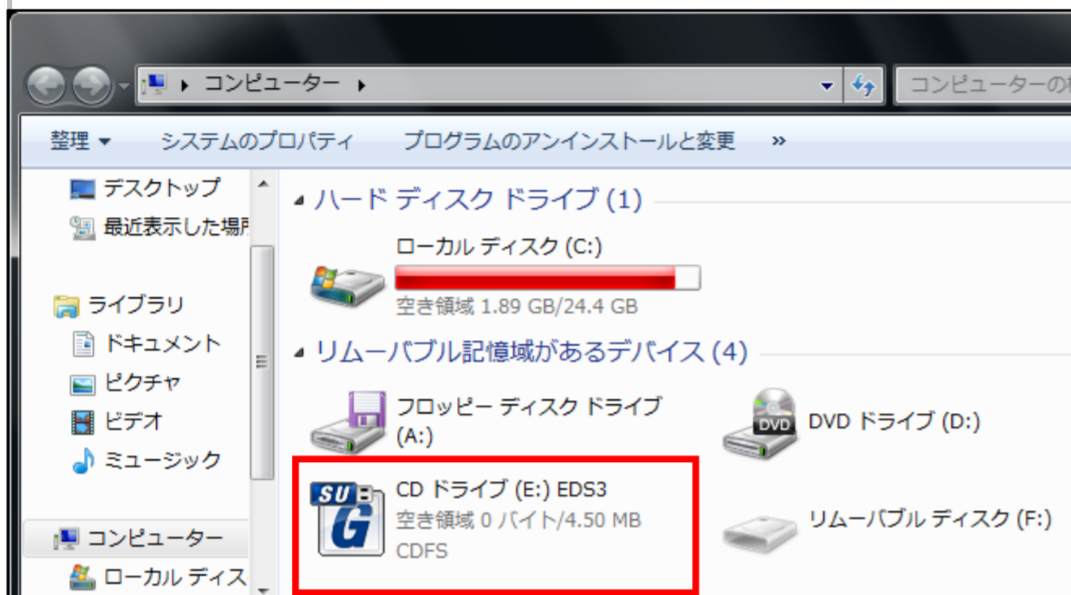 コンピューター
コンピューターの
整理
システムのプロパティ
プログラムのアンインストールと変更
»
デスクトップ
最近表示した場所
ライブラリ
ドキュメント
ピクチャ
ビデオ
ミュージック
コンピューター
ローカル ディス
ハード ディスク ドライブ (1)
ローカル ディスク (C:)
空き領域 1.89 GB/24.4 GB
リムーバブル記憶域があるデバイス (4)
フロッピー ディスク ドライブ
(A:)
DVD
DVD ドライブ (D:)
SU
G
CD ドライブ (E:) EDS3
空き領域 0 バイト/4.50 MB
CDFS
リムーバブル ディスク (F:)